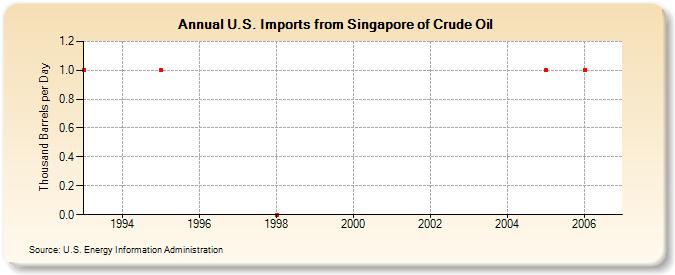 Annual U.S. Imports from Singapore of Crude Oil
Thousand Barrels per Day
1.2
1.0
0.8
0.6
0.4
0.2
0.0
1994 1996 1998 2000 2002 2004 2006
Source: U.S. Energy Information Administration